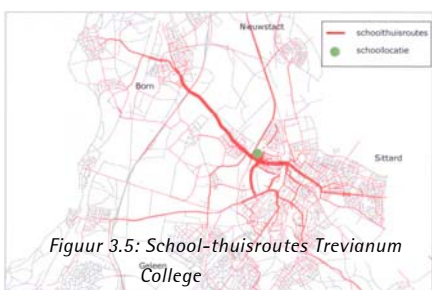 Nieuwstadt
schoolthuisroutes
schoollocatie
Born
Sittard
Figuur 3.5: School-thuisroutes Trevianum
College
Geleen